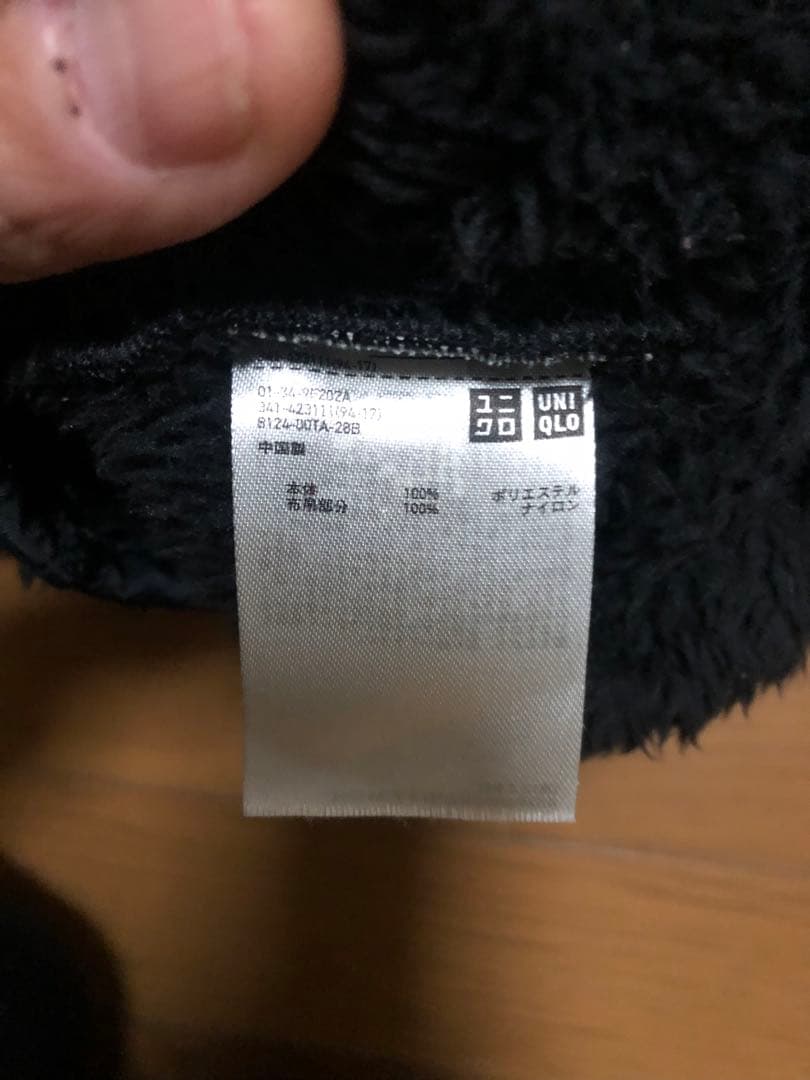 01-34-9F202A
ユニ
クロ
UNI
QLO
341-423111(94-17)
8124-00TA-28B
中国製
本体 100% ポリエステル
布帛部分 100% ナイロン